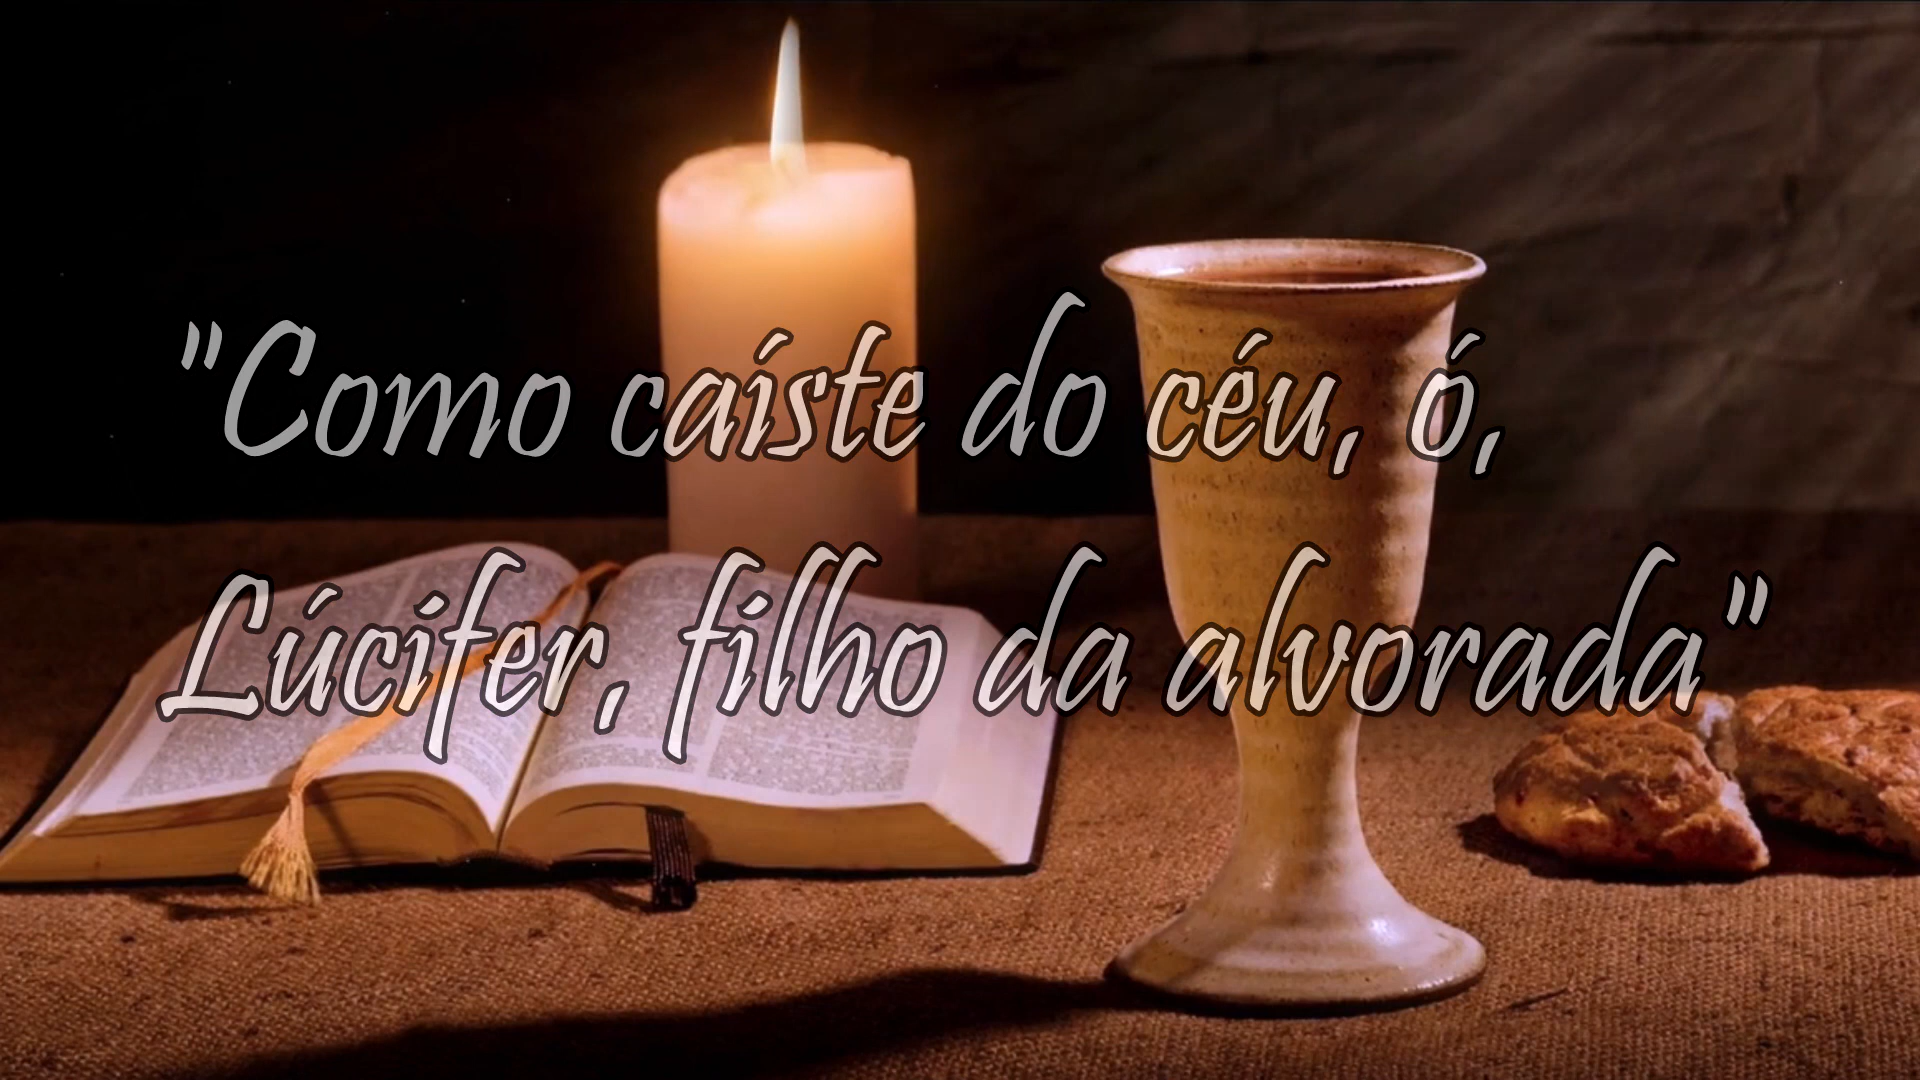 "Como caíste do céu, ó,
Lúcifer, filho da alvorada"